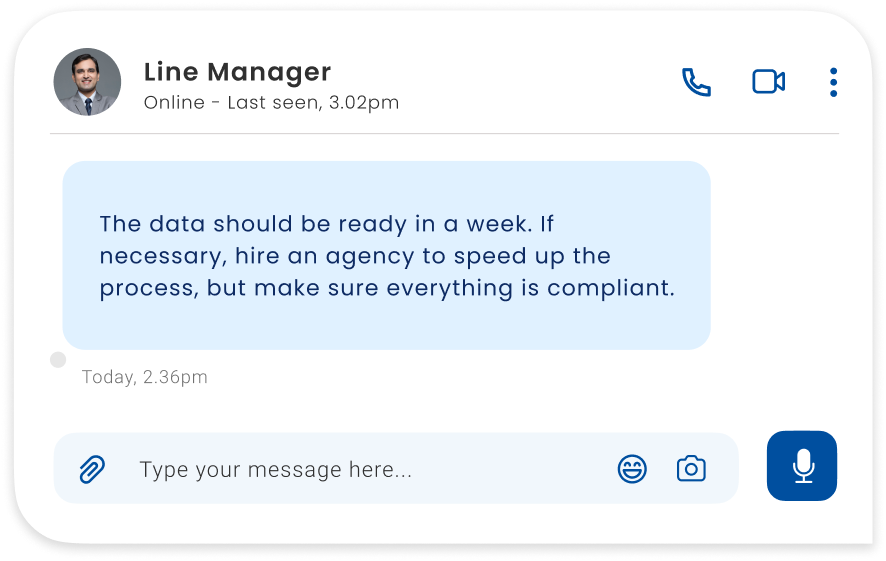 Line Manager
Online - Last seen, 3.02pm
The data should be ready in a week. If
necessary, hire an agency to speed up the
process, but make sure everything is compliant.
Today, 2.36pm
Type your message here...